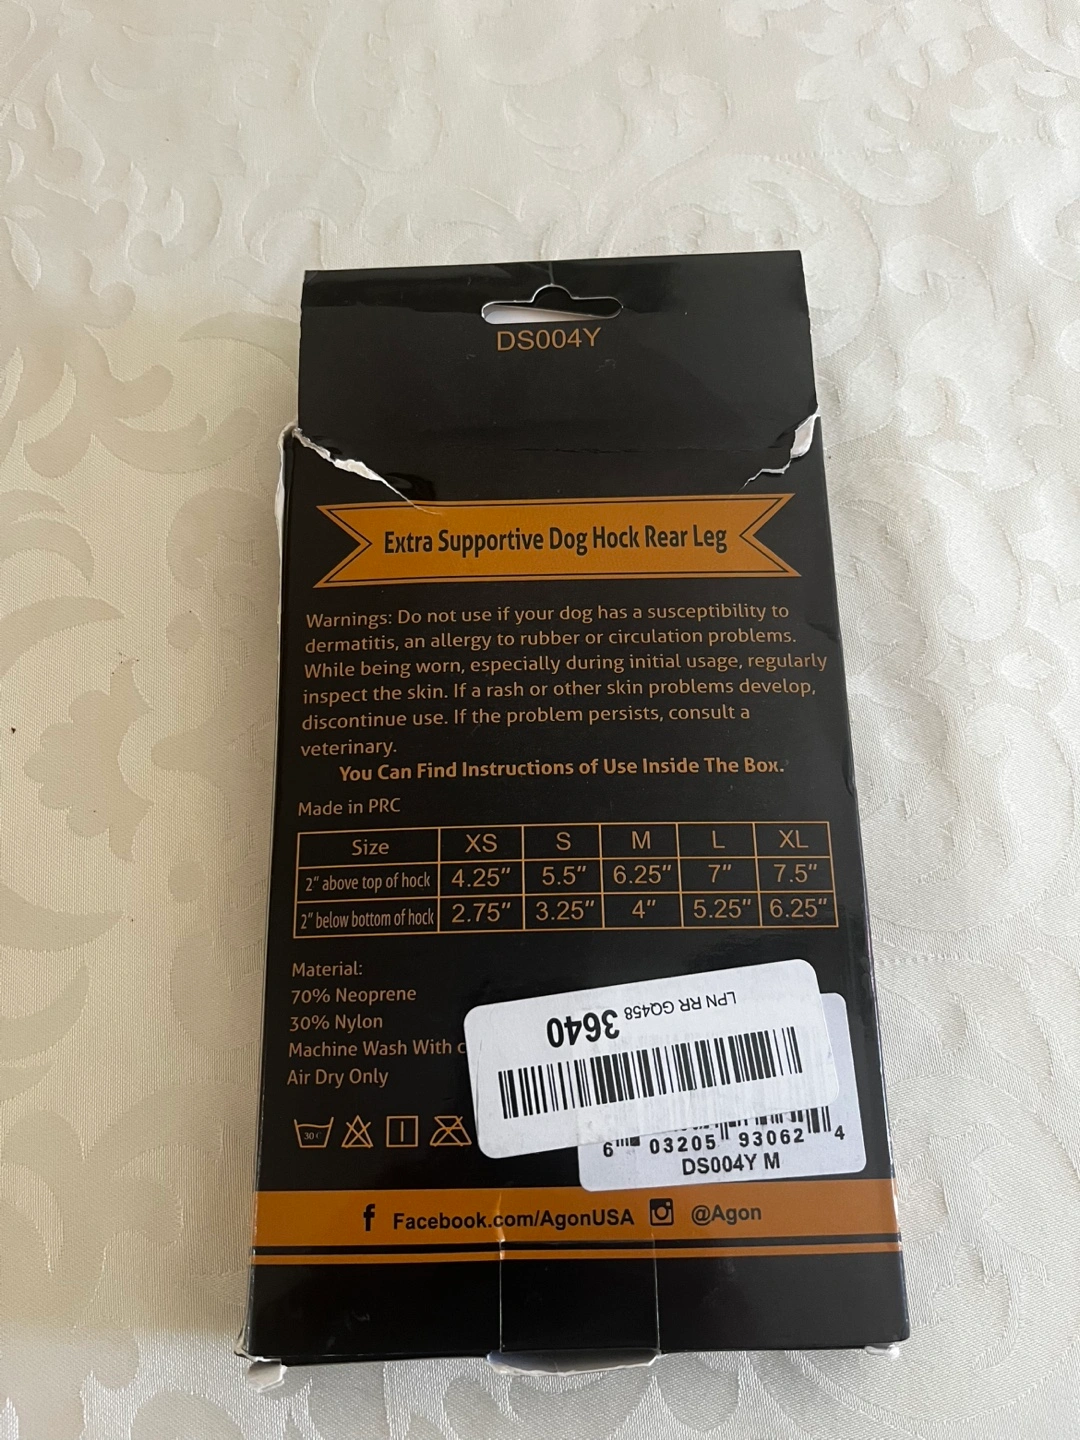 DS004Y
Extra Supportive Dog Hock Rear Leg
Warnings: Do not use if your dog has a susceptibility to
dermatitis, an allergy to rubber or circulation problems.
While being worn, especially during initial usage, regularly
inspect the skin. If a rash or other skin problems develop,
discontinue use. If the problem persists, consult a
veterinary.
You Can Find Instructions of Use Inside The Box.
Made in PRC
Size XS S M L XL
2" above top of hock 4.25" 5.5" 6.25" 7" 7.5"
2" below bottom of hock 2.75" 3.25" 4" 5.25" 6.25"
Material:
70% Neoprene
30% Nylon
Machine Wash With c
Air Dry Only
30
LPN RR GQ458 3640
6 03205 93062 4
DS004Y M
f Facebook.com/AgonUSA @Agon